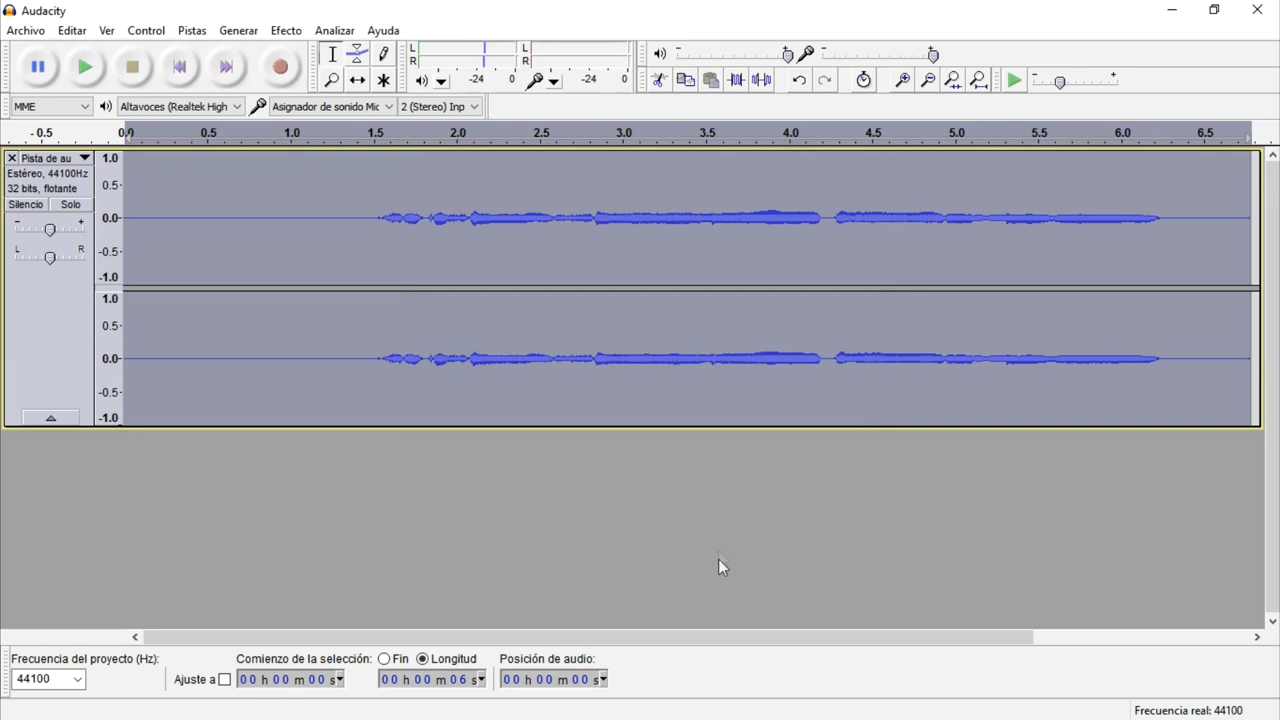 Audacity
Archivo Editar Ver Control Pistas Generar Efecto Analizar Ayuda
L L
R R
-24 0 -24 0
MME Altavoces (Realtek High Asignador de sonido Mic 2 (Stereo) Inp
-0.5 0.0 0.5 1.0 1.5 2.0 2.5 3.0 3.5 4.0 4.5 5.0 5.5 6.0 6.5
Pista de au
Estéreo, 44100Hz
32 bits, flotante
Silencio Solo
- +
L R
1.0
0.5
0.0
-0.5
-1.0
1.0
0.5
0.0
-0.5
-1.0
Frecuencia del proyecto (Hz): Comienzo de la selección: Fin Longitud Posición de audio:
44100 Ajuste a 00 h 00 m 00 s 00 h 00 m 06 s 00 h 00 m 00 s
Frecuencia real: 44100